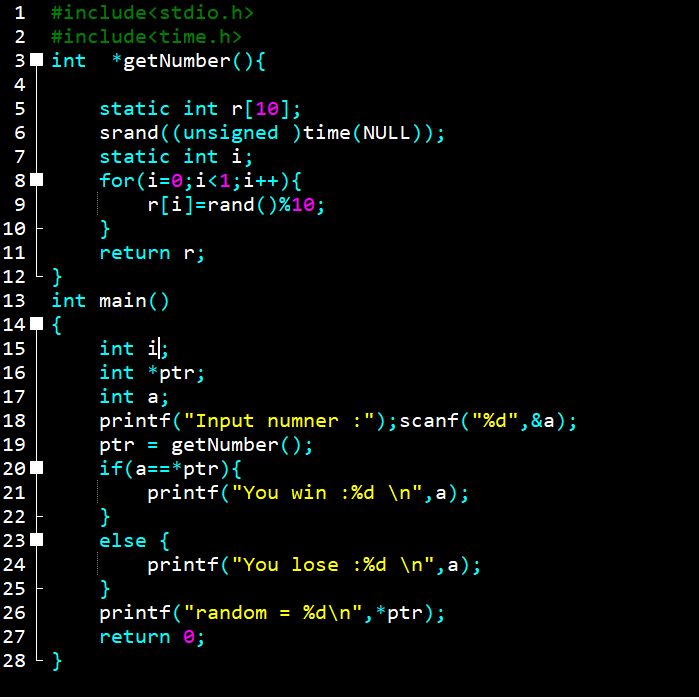 1 #include<stdio.h>
2 #include<time.h>
3 int  *getNumber(){
4
5     static int r[10];
6     srand((unsigned )time(NULL));
7     static int i;
8     for(i=0;i<1;i++){
9         r[i]=rand()%10;
10     }
11     return r;
12 }
13 int main()
14 {
15     int i;
16     int *ptr;
17     int a;
18     printf("Input numner :");scanf("%d",&a);
19     ptr = getNumber();
20     if(a==*ptr){
21         printf("You win :%d \n",a);
22     }
23     else {
24         printf("You lose :%d \n",a);
25     }
26     printf("random = %d\n",*ptr);
27     return 0;
28 }